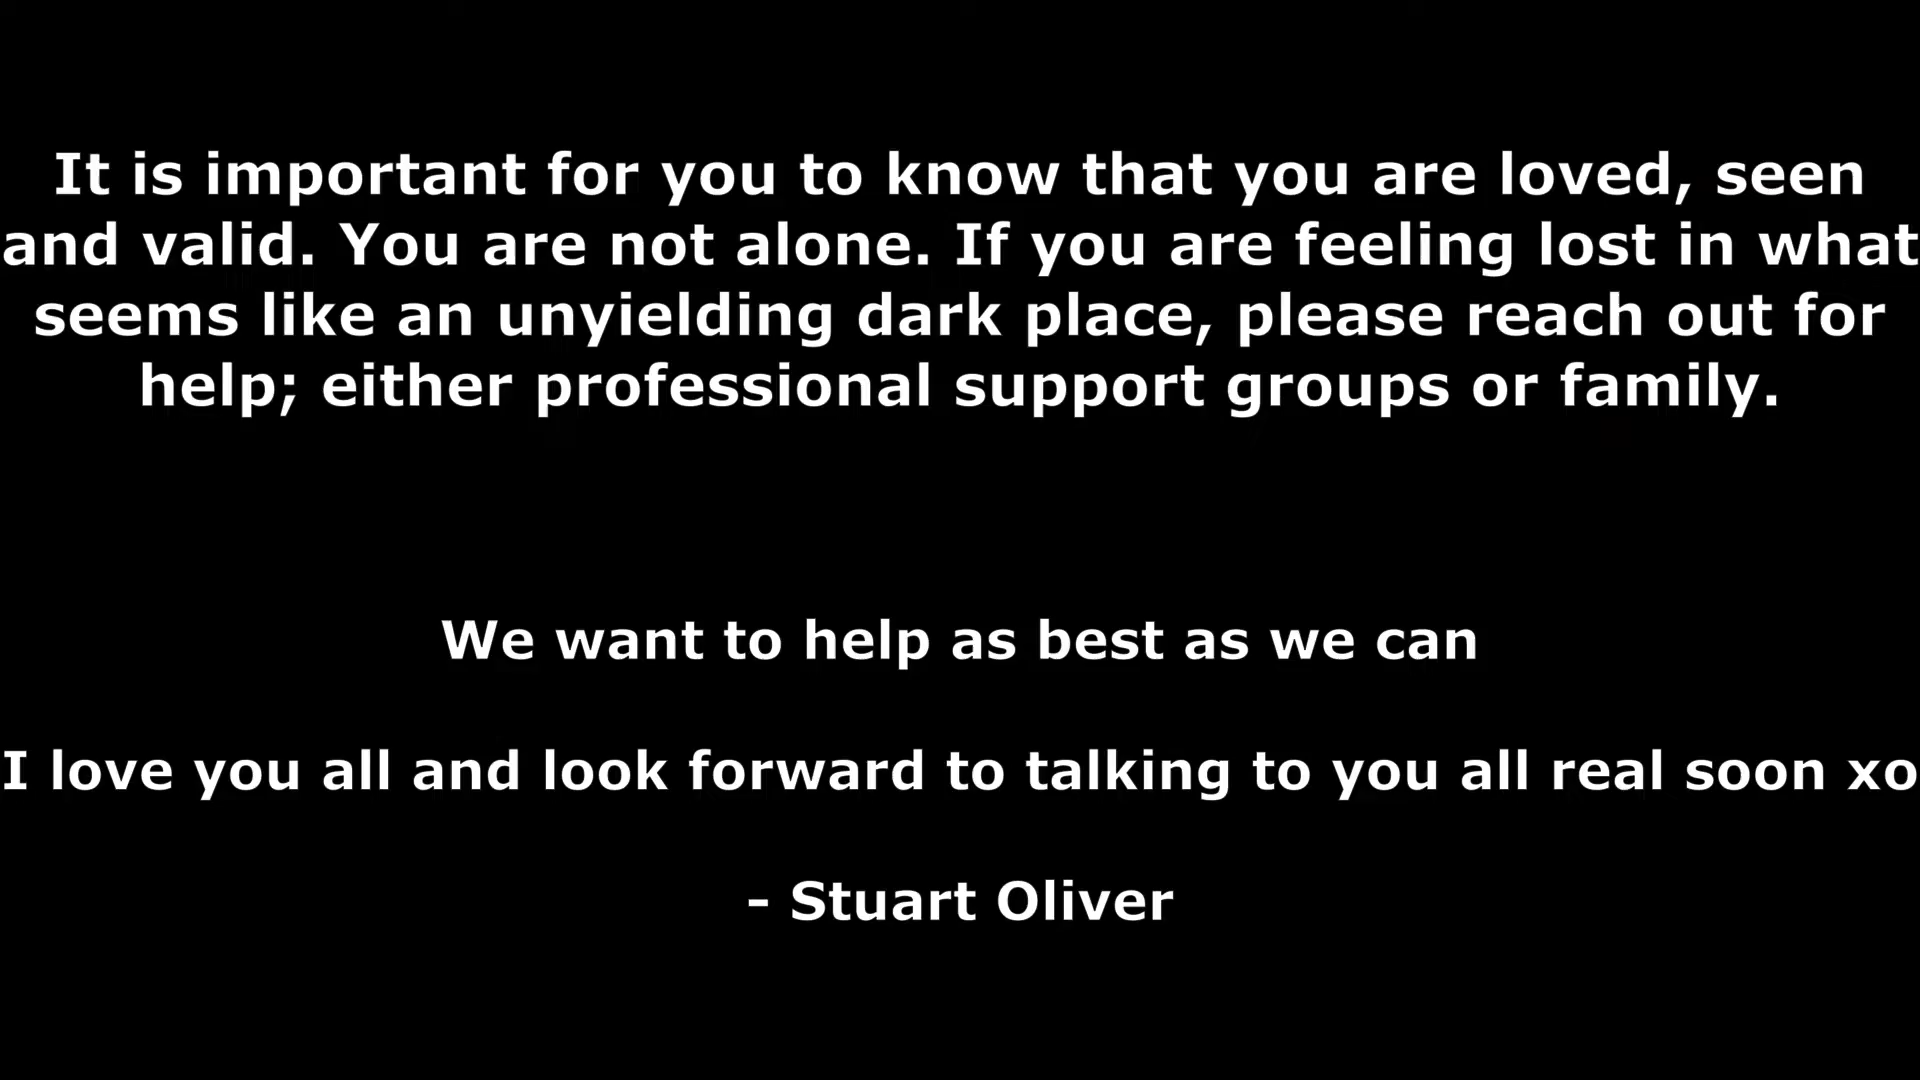 It is important for you to know that you are loved, seen
and valid. You are not alone. If you are feeling lost in what
seems like an unyielding dark place, please reach out for
help; either professional support groups or family.
We want to help as best as we can
I love you all and look forward to talking to you all real soon xo
- Stuart Oliver